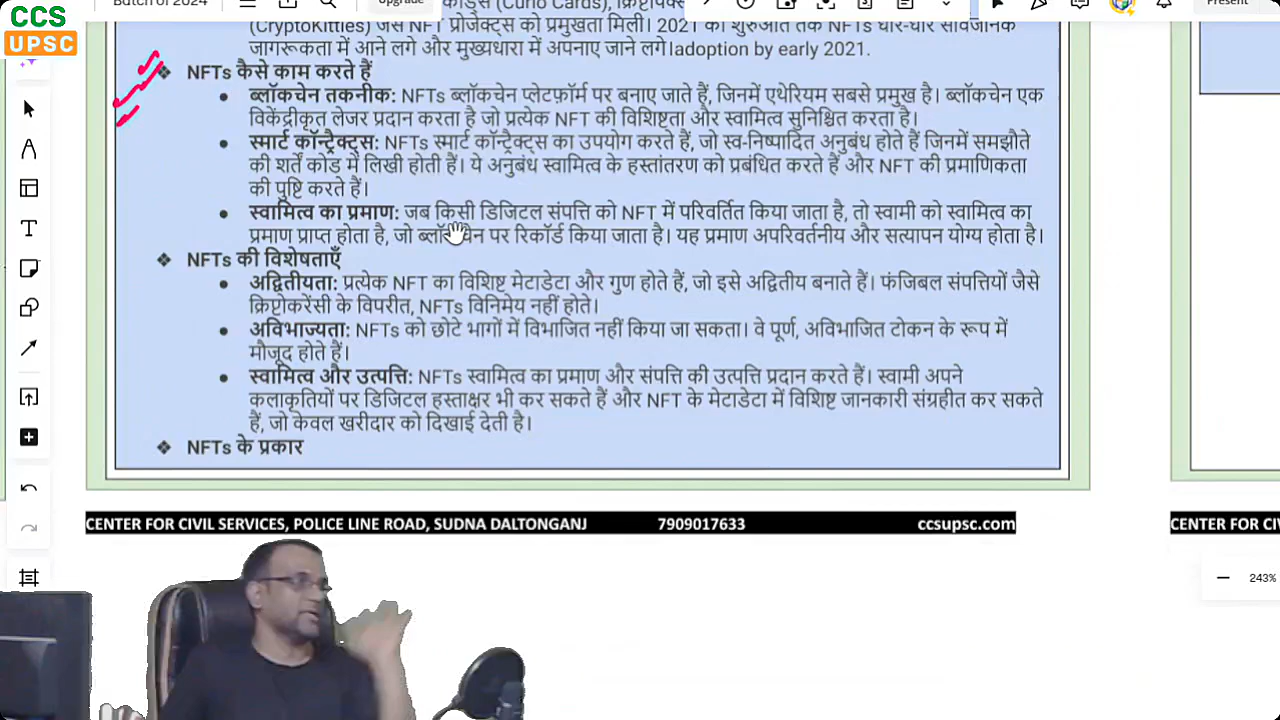 CCS
UPSC
Batch of 2024
Upgrade
Present
(CryptoKitties) जैसे NFT प्रोजेक्ट्स को प्रमुखता मिली। 2021 की शुरुआत तक NFTs धीरे-धीरे सार्वजनिक
जागरूकता में आने लगे और मुख्यधारा में अपनाए जाने लगे।adoption by early 2021.
❖ NFTs कैसे काम करते हैं
● ब्लॉकचेन तकनीक: NFTs ब्लॉकचेन प्लेटफ़ॉर्म पर बनाए जाते हैं, जिनमें एथेरियम सबसे प्रमुख है। ब्लॉकचेन एक
विकेंद्रीकृत लेजर प्रदान करता है जो प्रत्येक NFT की विशिष्टता और स्वामित्व सुनिश्चित करता है।
● स्मार्ट कॉन्ट्रैक्ट्स: NFTs स्मार्ट कॉन्ट्रैक्ट्स का उपयोग करते हैं, जो स्व-निष्पादित अनुबंध होते हैं जिनमें समझौते
की शर्तें कोड में लिखी होती हैं। ये अनुबंध स्वामित्व के हस्तांतरण को प्रबंधित करते हैं और NFT की प्रमाणिकता
की पुष्टि करते हैं।
● स्वामित्व का प्रमाण: जब किसी डिजिटल संपत्ति को NFT में परिवर्तित किया जाता है, तो स्वामी को स्वामित्व का
प्रमाण प्राप्त होता है, जो ब्लॉकचेन पर रिकॉर्ड किया जाता है। यह प्रमाण अपरिवर्तनीय और सत्यापन योग्य होता है।
❖ NFTs की विशेषताएँ
● अद्वितीयता: प्रत्येक NFT का विशिष्ट मेटाडेटा और गुण होते हैं, जो इसे अद्वितीय बनाते हैं। फंजिबल संपत्तियों जैसे
क्रिप्टोकरेंसी के विपरीत, NFTs विनिमेय नहीं होते।
● अविभाज्यता: NFTs को छोटे भागों में विभाजित नहीं किया जा सकता। वे पूर्ण, अविभाजित टोकन के रूप में
मौजूद होते हैं।
● स्वामित्व और उत्पत्ति: NFTs स्वामित्व का प्रमाण और संपत्ति की उत्पत्ति प्रदान करते हैं। स्वामी अपने
कलाकृतियों पर डिजिटल हस्ताक्षर भी कर सकते हैं और NFT के मेटाडेटा में विशिष्ट जानकारी संग्रहीत कर सकते
हैं, जो केवल खरीदार को दिखाई देती है।
❖ NFTs के प्रकार
CENTER FOR CIVIL SERVICES, POLICE LINE ROAD, SUDNA DALTONGANJ 7909017633 ccsupsc.com
CENTER FOR
243%